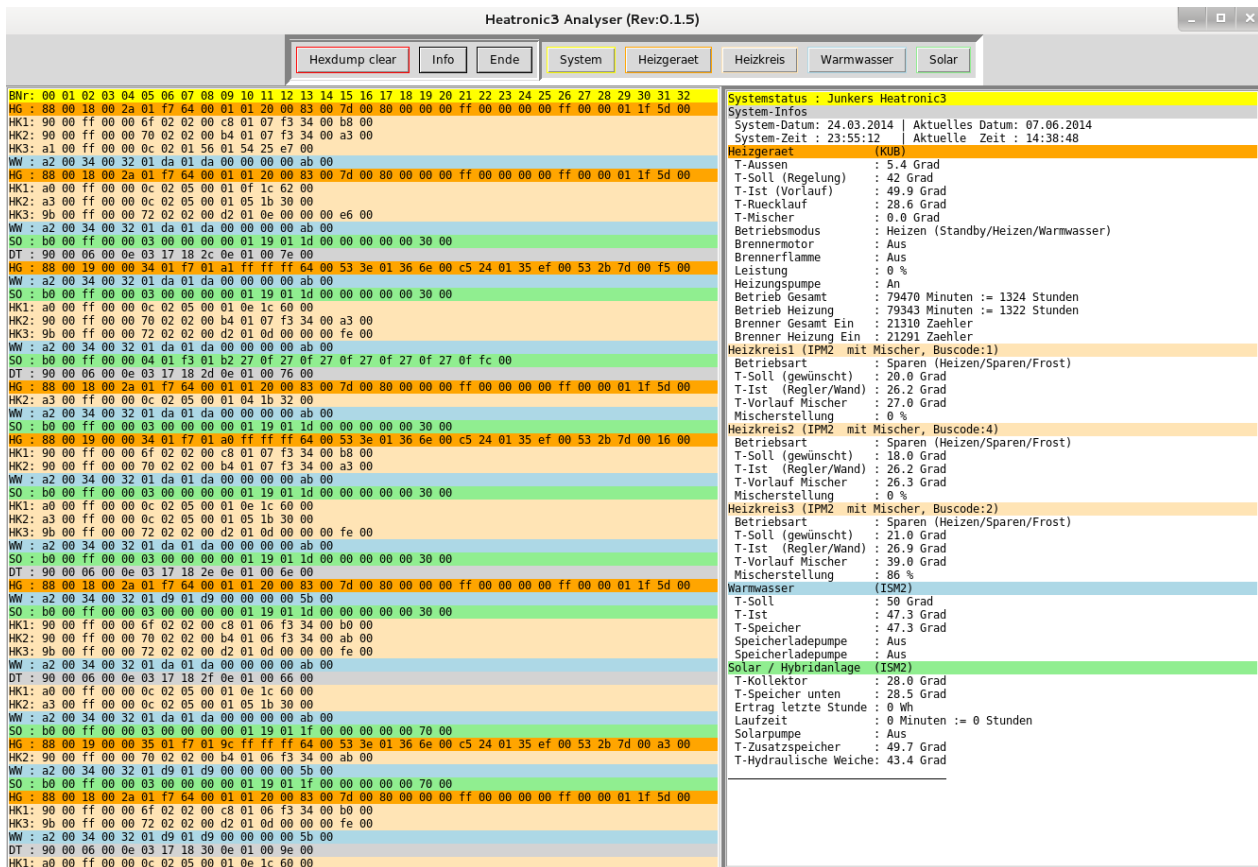 Heatronic3 Analyser (Rev:0.1.5)
Hexdump clear Info Ende System Heizgeraet Heizkreis Warmwasser Solar
BNr: 00 01 02 03 04 05 06 07 08 09 10 11 12 13 14 15 16 17 18 19 20 21 22 23 24 25 26 27 28 29 30 31 32
HG : 88 00 18 00 2a 01 f7 64 00 01 01 20 00 83 00 7d 00 80 00 00 00 ff 00 00 00 00 ff 00 00 01 1f 5d 00
HK1: 90 00 ff 00 00 6f 02 02 00 c8 01 07 f3 34 00 b8 00
HK2: 90 00 ff 00 00 70 02 02 00 b4 01 07 f3 34 00 a3 00
HK3: a1 00 ff 00 00 0c 02 01 56 01 54 25 e7 00
WW : a2 00 34 00 32 01 da 01 da 00 00 00 00 ab 00
HG : 88 00 18 00 2a 01 f7 64 00 01 01 20 00 83 00 7d 00 80 00 00 00 ff 00 00 00 00 ff 00 00 01 1f 5d 00
HK1: a0 00 ff 00 00 0c 02 05 00 01 0f 1c 62 00
HK2: a3 00 ff 00 00 0c 02 05 00 01 05 1b 30 00
HK3: 9b 00 ff 00 00 72 02 02 00 d2 01 0e 00 00 00 e6 00
WW : a2 00 34 00 32 01 da 01 da 00 00 00 00 ab 00
SO : b0 00 ff 00 00 03 00 00 00 00 01 19 01 1d 00 00 00 00 00 30 00
DT : 90 00 06 00 0e 03 17 18 2c 0e 01 00 7e 00
HG : 88 00 19 00 00 34 01 f7 01 a1 ff ff ff 64 00 53 3e 01 36 6e 00 c5 24 01 35 ef 00 53 2b 7d 00 f5 00
WW : a2 00 34 00 32 01 da 01 da 00 00 00 00 ab 00
SO : b0 00 ff 00 00 03 00 00 00 00 01 19 01 1d 00 00 00 00 00 30 00
HK1: a0 00 ff 00 00 0c 02 05 00 01 0e 1c 60 00
HK2: 90 00 ff 00 00 70 02 02 00 b4 01 07 f3 34 00 a3 00
HK3: 9b 00 ff 00 00 72 02 02 00 d2 01 0d 00 00 00 fe 00
WW : a2 00 34 00 32 01 da 01 da 00 00 00 00 ab 00
SO : b0 00 ff 00 00 04 01 f3 01 b2 27 0f 27 0f 27 0f 27 0f 27 0f 27 0f fc 00
DT : 90 00 06 00 0e 03 17 18 2d 0e 01 00 76 00
HG : 88 00 18 00 2a 01 f7 64 00 01 01 20 00 83 00 7d 00 80 00 00 00 ff 00 00 00 00 ff 00 00 01 1f 5d 00
HK2: a3 00 ff 00 00 0c 02 05 00 01 04 1b 32 00
WW : a2 00 34 00 32 01 da 01 da 00 00 00 00 ab 00
SO : b0 00 ff 00 00 03 00 00 00 00 01 19 01 1d 00 00 00 00 00 30 00
HG : 88 00 19 00 00 34 01 f7 01 a0 ff ff ff 64 00 53 3e 01 36 6e 00 c5 24 01 35 ef 00 53 2b 7d 00 16 00
HK1: 90 00 ff 00 00 6f 02 02 00 c8 01 07 f3 34 00 b8 00
HK2: 90 00 ff 00 00 70 02 02 00 b4 01 07 f3 34 00 a3 00
WW : a2 00 34 00 32 01 da 01 da 00 00 00 00 ab 00
SO : b0 00 ff 00 00 03 00 00 00 00 01 19 01 1d 00 00 00 00 00 30 00
HK1: a0 00 ff 00 00 0c 02 05 00 01 0e 1c 60 00
HK2: a3 00 ff 00 00 0c 02 05 00 01 05 1b 30 00
HK3: 9b 00 ff 00 00 72 02 02 00 d2 01 0d 00 00 00 fe 00
WW : a2 00 34 00 32 01 da 01 da 00 00 00 00 ab 00
SO : b0 00 ff 00 00 03 00 00 00 00 01 19 01 1d 00 00 00 00 00 30 00
DT : 90 00 06 00 0e 03 17 18 2e 0e 01 00 6e 00
HG : 88 00 18 00 2a 01 f7 64 00 01 01 20 00 83 00 7d 00 80 00 00 00 ff 00 00 00 00 ff 00 00 01 1f 5d 00
WW : a2 00 34 00 32 01 d9 01 d9 00 00 00 00 5b 00
SO : b0 00 ff 00 00 03 00 00 00 00 01 19 01 1d 00 00 00 00 00 30 00
HK1: 90 00 ff 00 00 6f 02 02 00 c8 01 06 f3 34 00 b0 00
HK2: 90 00 ff 00 00 70 02 02 00 b4 01 06 f3 34 00 ab 00
HK3: 9b 00 ff 00 00 72 02 02 00 d2 01 0d 00 00 00 fe 00
WW : a2 00 34 00 32 01 da 01 da 00 00 00 00 ab 00
DT : 90 00 06 00 0e 03 17 18 2f 0e 01 00 66 00
HK1: a0 00 ff 00 00 0c 02 05 00 01 0e 1c 60 00
HK2: a3 00 ff 00 00 0c 02 05 00 01 05 1b 30 00
WW : a2 00 34 00 32 01 da 01 da 00 00 00 00 ab 00
SO : b0 00 ff 00 00 03 00 00 00 00 01 19 01 1f 00 00 00 00 00 70 00
HG : 88 00 19 00 00 35 01 f7 01 9c ff ff ff 64 00 53 3e 01 36 6e 00 c5 24 01 35 ef 00 53 2b 7d 00 a3 00
HK2: 90 00 ff 00 00 70 02 02 00 b4 01 06 f3 34 00 ab 00
WW : a2 00 34 00 32 01 d9 01 d9 00 00 00 00 5b 00
SO : b0 00 ff 00 00 03 00 00 00 00 01 19 01 1f 00 00 00 00 00 70 00
HG : 88 00 18 00 2a 01 f7 64 00 01 01 20 00 83 00 7d 00 80 00 00 00 ff 00 00 00 00 ff 00 00 01 1f 5d 00
HK1: 90 00 ff 00 00 6f 02 02 00 c8 01 06 f3 34 00 b0 00
HK3: 9b 00 ff 00 00 72 02 02 00 d2 01 0d 00 00 00 fe 00
WW : a2 00 34 00 32 01 d9 01 d9 00 00 00 00 5b 00
DT : 90 00 06 00 0e 03 17 18 30 0e 01 00 9e 00
HK1: a0 00 ff 00 00 0c 02 05 00 01 0e 1c 60 00
Systemstatus : Junkers Heatronic3
System-Infos
System-Datum: 24.03.2014 | Aktuelles Datum: 07.06.2014
System-Zeit : 23:55:12 | Aktuelle Zeit : 14:38:48
Heizgeraet (KUB)
T-Aussen : 5.4 Grad
T-Soll (Regelung) : 42 Grad
T-Ist (Vorlauf) : 49.9 Grad
T-Ruecklauf : 28.6 Grad
T-Mischer : 0.0 Grad
Betriebsmodus : Heizen (Standby/Heizen/Warmwasser)
Brennermotor : Aus
Brennerflamme : Aus
Leistung : 0 %
Heizungspumpe : An
Betrieb Gesamt : 79470 Minuten := 1324 Stunden
Betrieb Heizung : 79343 Minuten := 1322 Stunden
Brenner Gesamt Ein : 21310 Zaehler
Brenner Heizung Ein : 21291 Zaehler
Heizkreis1 (IPM2 mit Mischer, Buscode:1)
Betriebsart : Sparen (Heizen/Sparen/Frost)
T-Soll (gewünscht) : 20.0 Grad
T-Ist (Regler/Wand) : 26.2 Grad
T-Vorlauf Mischer : 27.0 Grad
Mischerstellung : 0 %
Heizkreis2 (IPM2 mit Mischer, Buscode:4)
Betriebsart : Sparen (Heizen/Sparen/Frost)
T-Soll (gewünscht) : 18.0 Grad
T-Ist (Regler/Wand) : 26.2 Grad
T-Vorlauf Mischer : 26.3 Grad
Mischerstellung : 0 %
Heizkreis3 (IPM2 mit Mischer, Buscode:2)
Betriebsart : Sparen (Heizen/Sparen/Frost)
T-Soll (gewünscht) : 21.0 Grad
T-Ist (Regler/Wand) : 26.9 Grad
T-Vorlauf Mischer : 39.0 Grad
Mischerstellung : 86 %
Warmwasser (ISM2)
T-Soll : 50 Grad
T-Ist : 47.3 Grad
T-Speicher : 47.3 Grad
Speicherladepumpe : Aus
Speicherladepumpe : Aus
Solar / Hybridanlage (ISM2)
T-Kollektor : 28.0 Grad
T-Speicher unten : 28.5 Grad
Ertrag letzte Stunde : 0 Wh
Laufzeit : 0 Minuten := 0 Stunden
Solarpumpe : Aus
T-Zusatzspeicher : 49.7 Grad
T-Hydraulische Weiche: 43.4 Grad